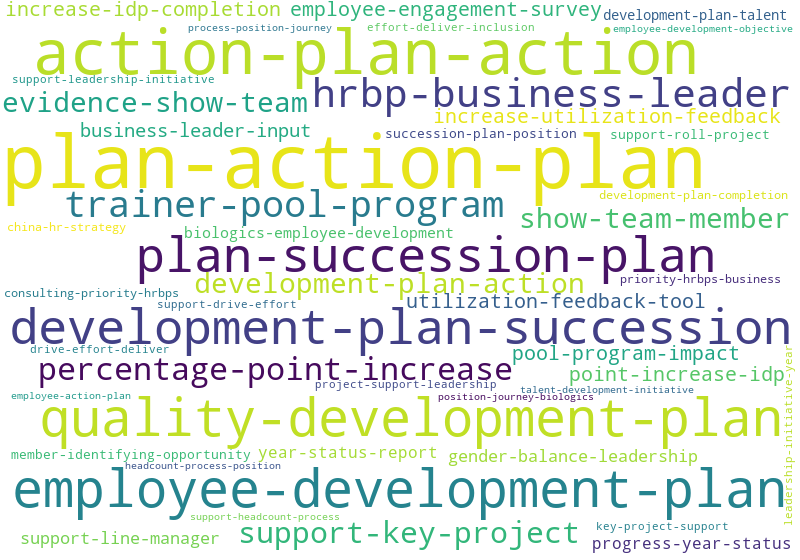 increase-idp-completion employee-engagement-survey development-plan-talent
process-position-journey effort-deliver-inclusion employee-development-objective
action-plan-action
support-leadership-initiative
evidence-show-team hrbp-business-leader
increase-utilization-feedback
business-leader-input succession-plan-position support-roll-project
plan-action-plan
development-plan-completion
trainer-pool-program
show-team-member
china-hr-strategy biologics-employee-development
plan-succession-plan
development-plan-action priority-hrbps-business
consulting-priority-hrbps
support-drive-effort utilization-feedback-tool
development-plan-succession
drive-effort-deliver pool-program-impact
percentage-point-increase point-increase-idp
project-support-leadership talent-development-initiative
employee-action-plan position-journey-biologics
quality-development-plan
leadership-initiative-year
member-identifying-opportunity year-status-report gender-balance-leadership
headcount-process-position
employee-development-plan
support-headcount-process
support-line-manager support-key-project key-project-support
progress-year-status